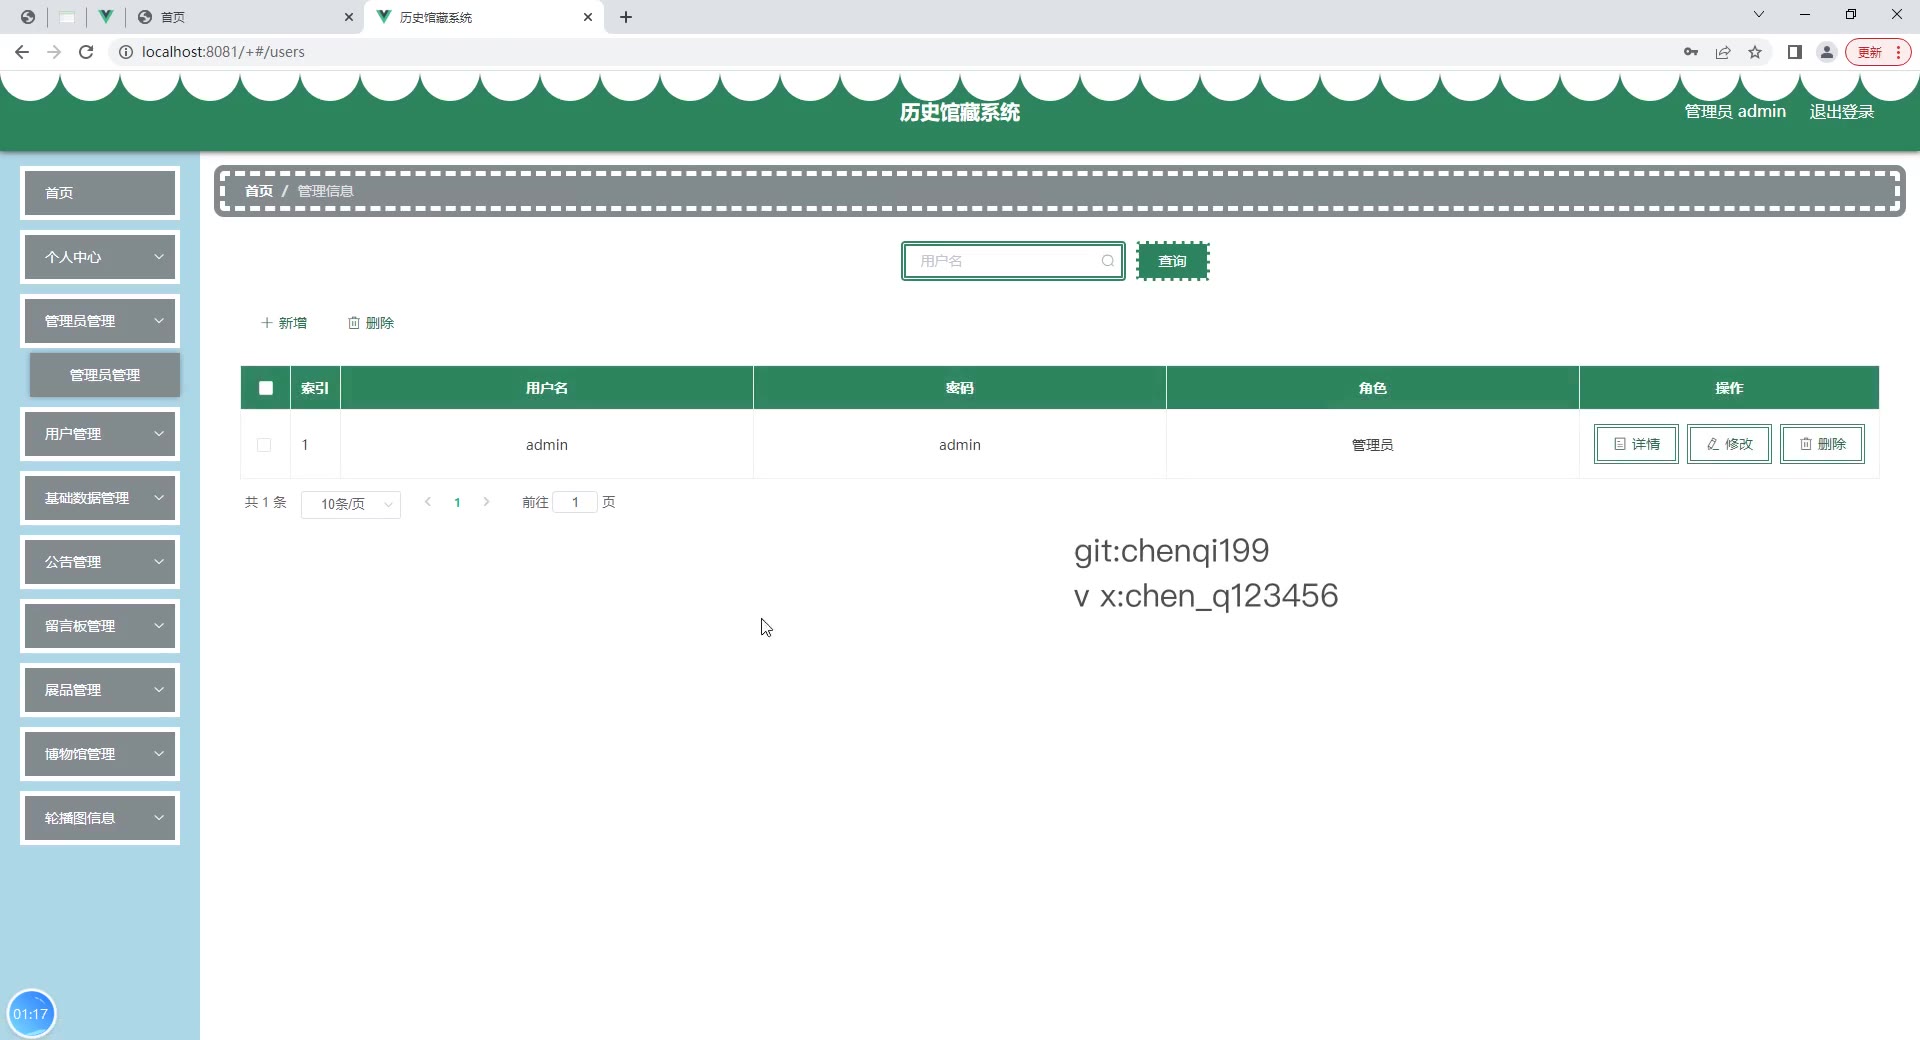 首页
历史馆藏系统
localhost:8081/+#/users
更新
历史馆藏系统
管理员 admin
退出登录
首页
个人中心
管理员管理
管理员管理
用户管理
基础数据管理
公告管理
留言板管理
展品管理
博物馆管理
轮播图信息
首页 / 管理信息
用户名
查询
新增
删除
索引 用户名 密码 角色 操作
1 admin admin 管理员 详情 修改 删除
共 1 条 10条/页 1 前往 1 页
git:chenqi199
v x:chen_q123456
01:17